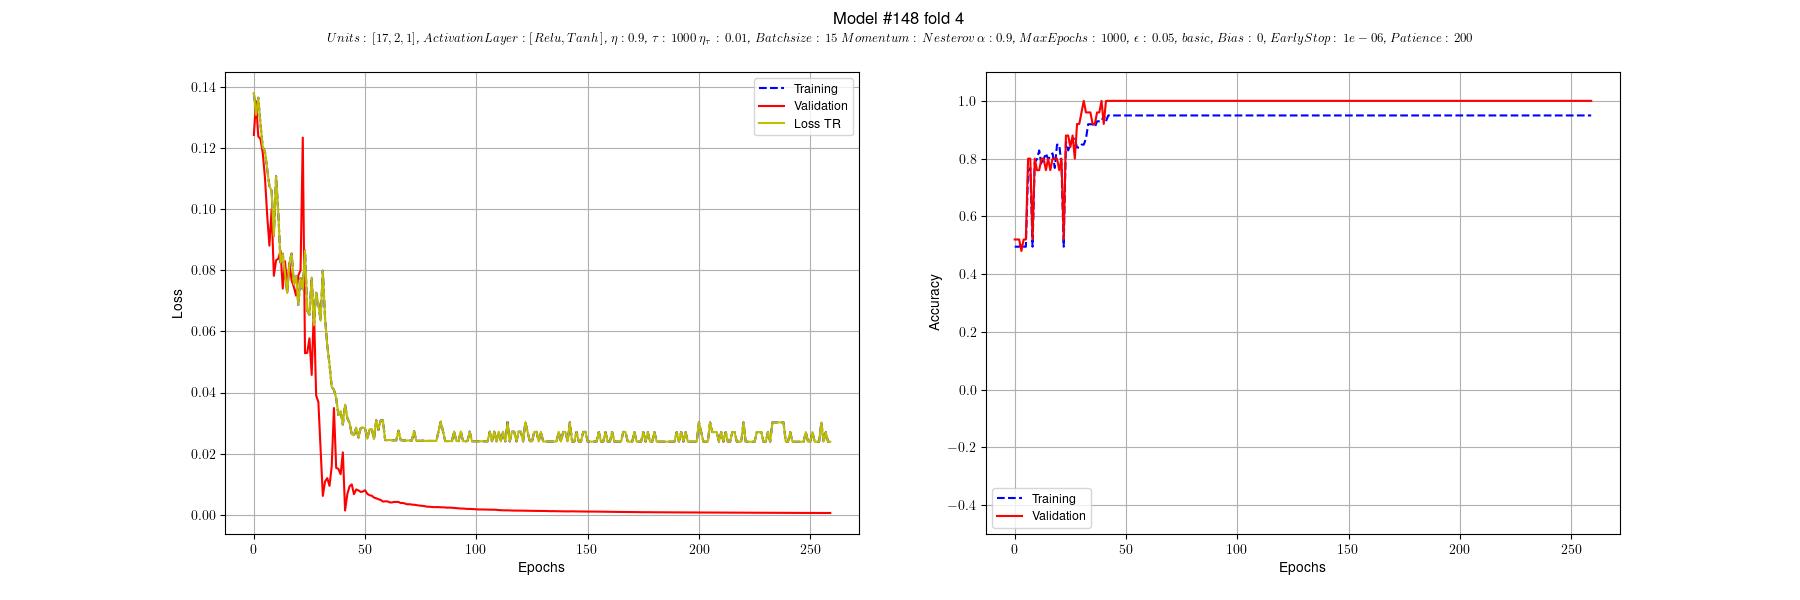 Model #148 fold 4
Units : [17, 2, 1], ActivationLayer : [Relu, Tanh], η : 0.9, τ : 1000 ητ : 0.01, Batchsize : 15 Momentum : Nesterov α : 0.9, MaxEpochs : 1000, ϵ : 0.05, basic, Bias : 0, EarlyStop : 1e − 06, Patience : 200
0.14
0.12
0.10
0.08
0.06
0.04
0.02
0.00
Loss
0 50 100 150 200 250
Epochs
Training
Validation
Loss TR
1.0
0.8
0.6
0.4
0.2
0.0
−0.2
−0.4
Accuracy
0 50 100 150 200 250
Epochs
Training
Validation